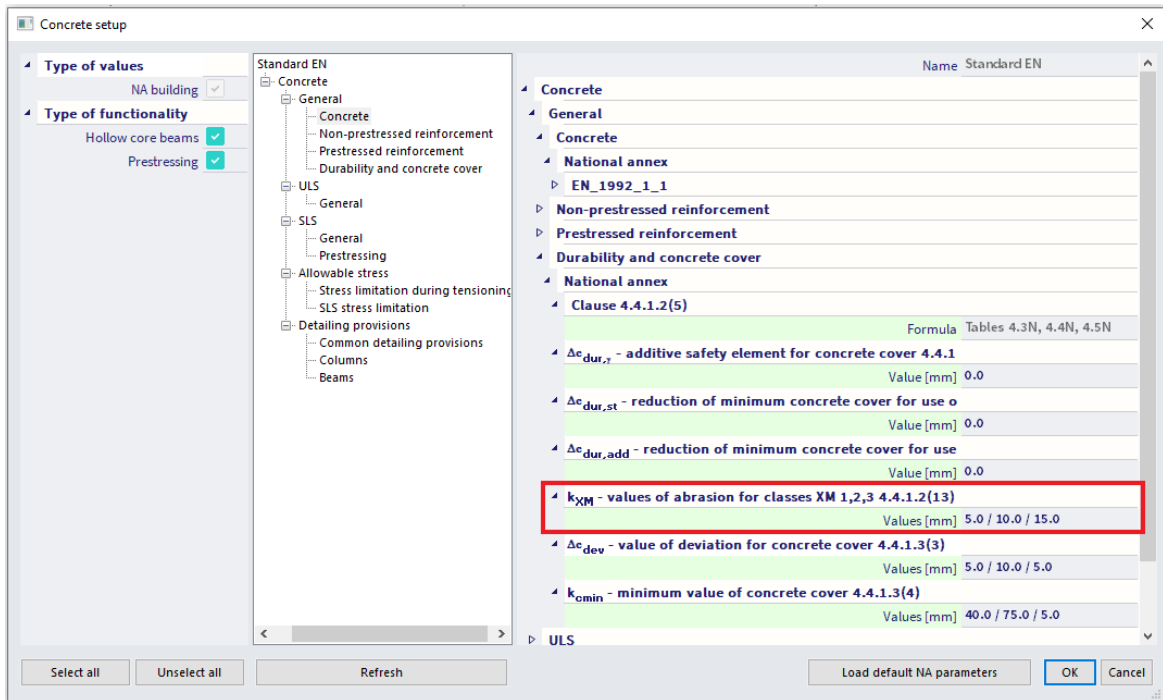 Concrete setup
Type of values
NA building
Type of functionality
Hollow core beams
Prestressing
Standard EN
Concrete
General
Concrete
Non-prestressed reinforcement
Prestressed reinforcement
Durability and concrete cover
ULS
General
SLS
General
Prestressing
Allowable stress
Stress limitation during tensioning
SLS stress limitation
Detailing provisions
Common detailing provisions
Columns
Beams
Name Standard EN
Concrete
General
Concrete
National annex
EN_1992_1_1
Non-prestressed reinforcement
Prestressed reinforcement
Durability and concrete cover
National annex
Clause 4.4.1.2(5)
Formula Tables 4.3N, 4.4N, 4.5N
Δc dur,γ - additive safety element for concrete cover 4.4.1
Value [mm] 0.0
Δc dur,st - reduction of minimum concrete cover for use o
Value [mm] 0.0
Δc dur,add - reduction of minimum concrete cover for use
Value [mm] 0.0
k XM - values of abrasion for classes XM 1,2,3 4.4.1.2(13)
Values [mm] 5.0 / 10.0 / 15.0
Δc dev - value of deviation for concrete cover 4.4.1.3(3)
Values [mm] 5.0 / 10.0 / 5.0
k cmin - minimum value of concrete cover 4.4.1.3(4)
Values [mm] 40.0 / 75.0 / 5.0
ULS
Select all Unselect all Refresh Load default NA parameters OK Cancel